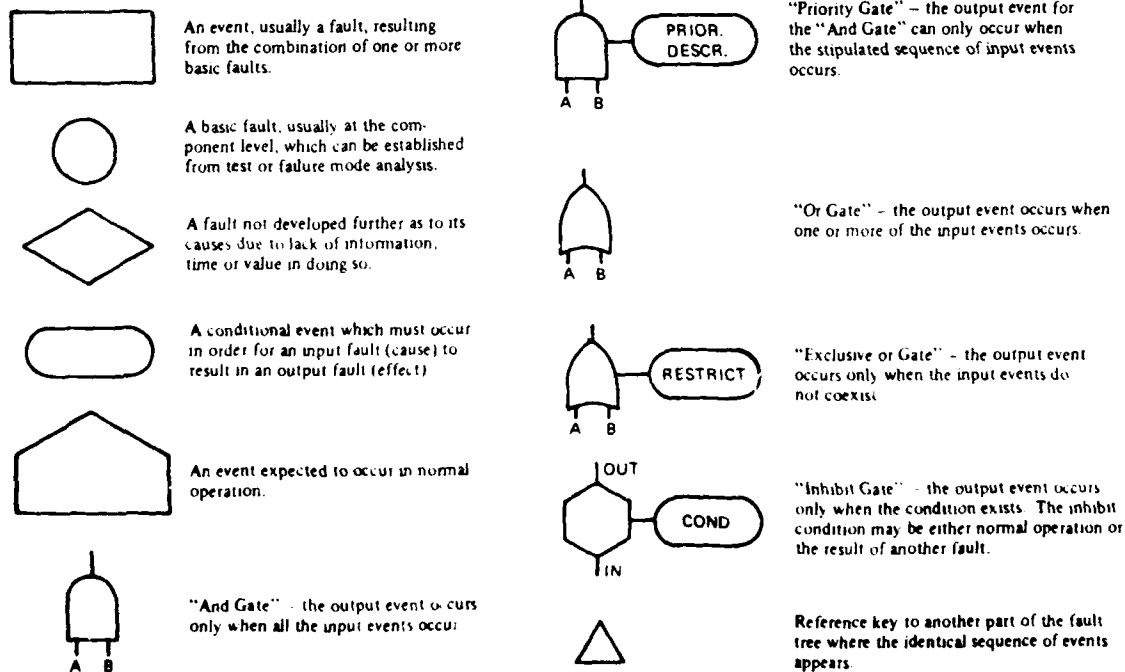 An event, usually a fault, resulting
from the combination of one or more
basic faults.
A basic fault, usually at the com-
ponent level, which can be established
from test or failure mode analysis.
A fault not developed further as to its
causes due to lack of information,
time or value in doing so.
A conditional event which must occur
in order for an input fault (cause) to
result in an output fault (effect)
An event expected to occur in normal
operation.
"And Gate" - the output event occurs
only when all the input events occur
A B
"Priority Gate" – the output event for
the "And Gate" can only occur when
the stipulated sequence of input events
occurs.
PRIOR.
DESCR.
A B
"Or Gate" - the output event occurs when
one or more of the input events occurs.
A B
"Exclusive or Gate" - the output event
occurs only when the input events do
not coexist
RESTRICT
A B
OUT
"Inhibit Gate" - the output event occurs
only when the condition exists. The inhibit
condition may be either normal operation or
the result of another fault.
COND
IN
Reference key to another part of the fault
tree where the identical sequence of events
appears.